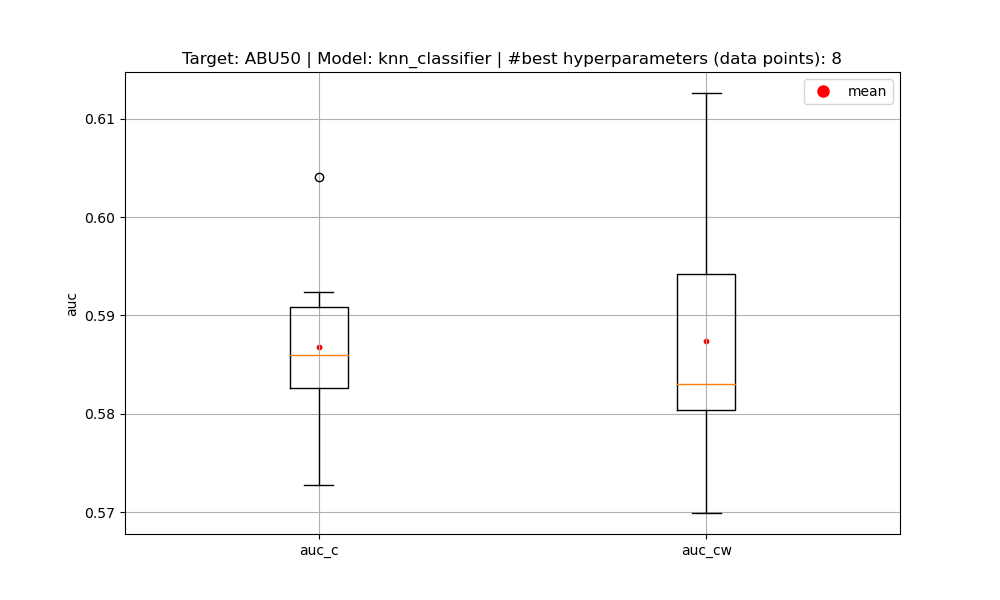 Target: ABU50 | Model: knn_classifier | #best hyperparameters (data points): 8
mean
0.61
0.60
0.59
0.58
0.57
auc
auc_c
auc_cw